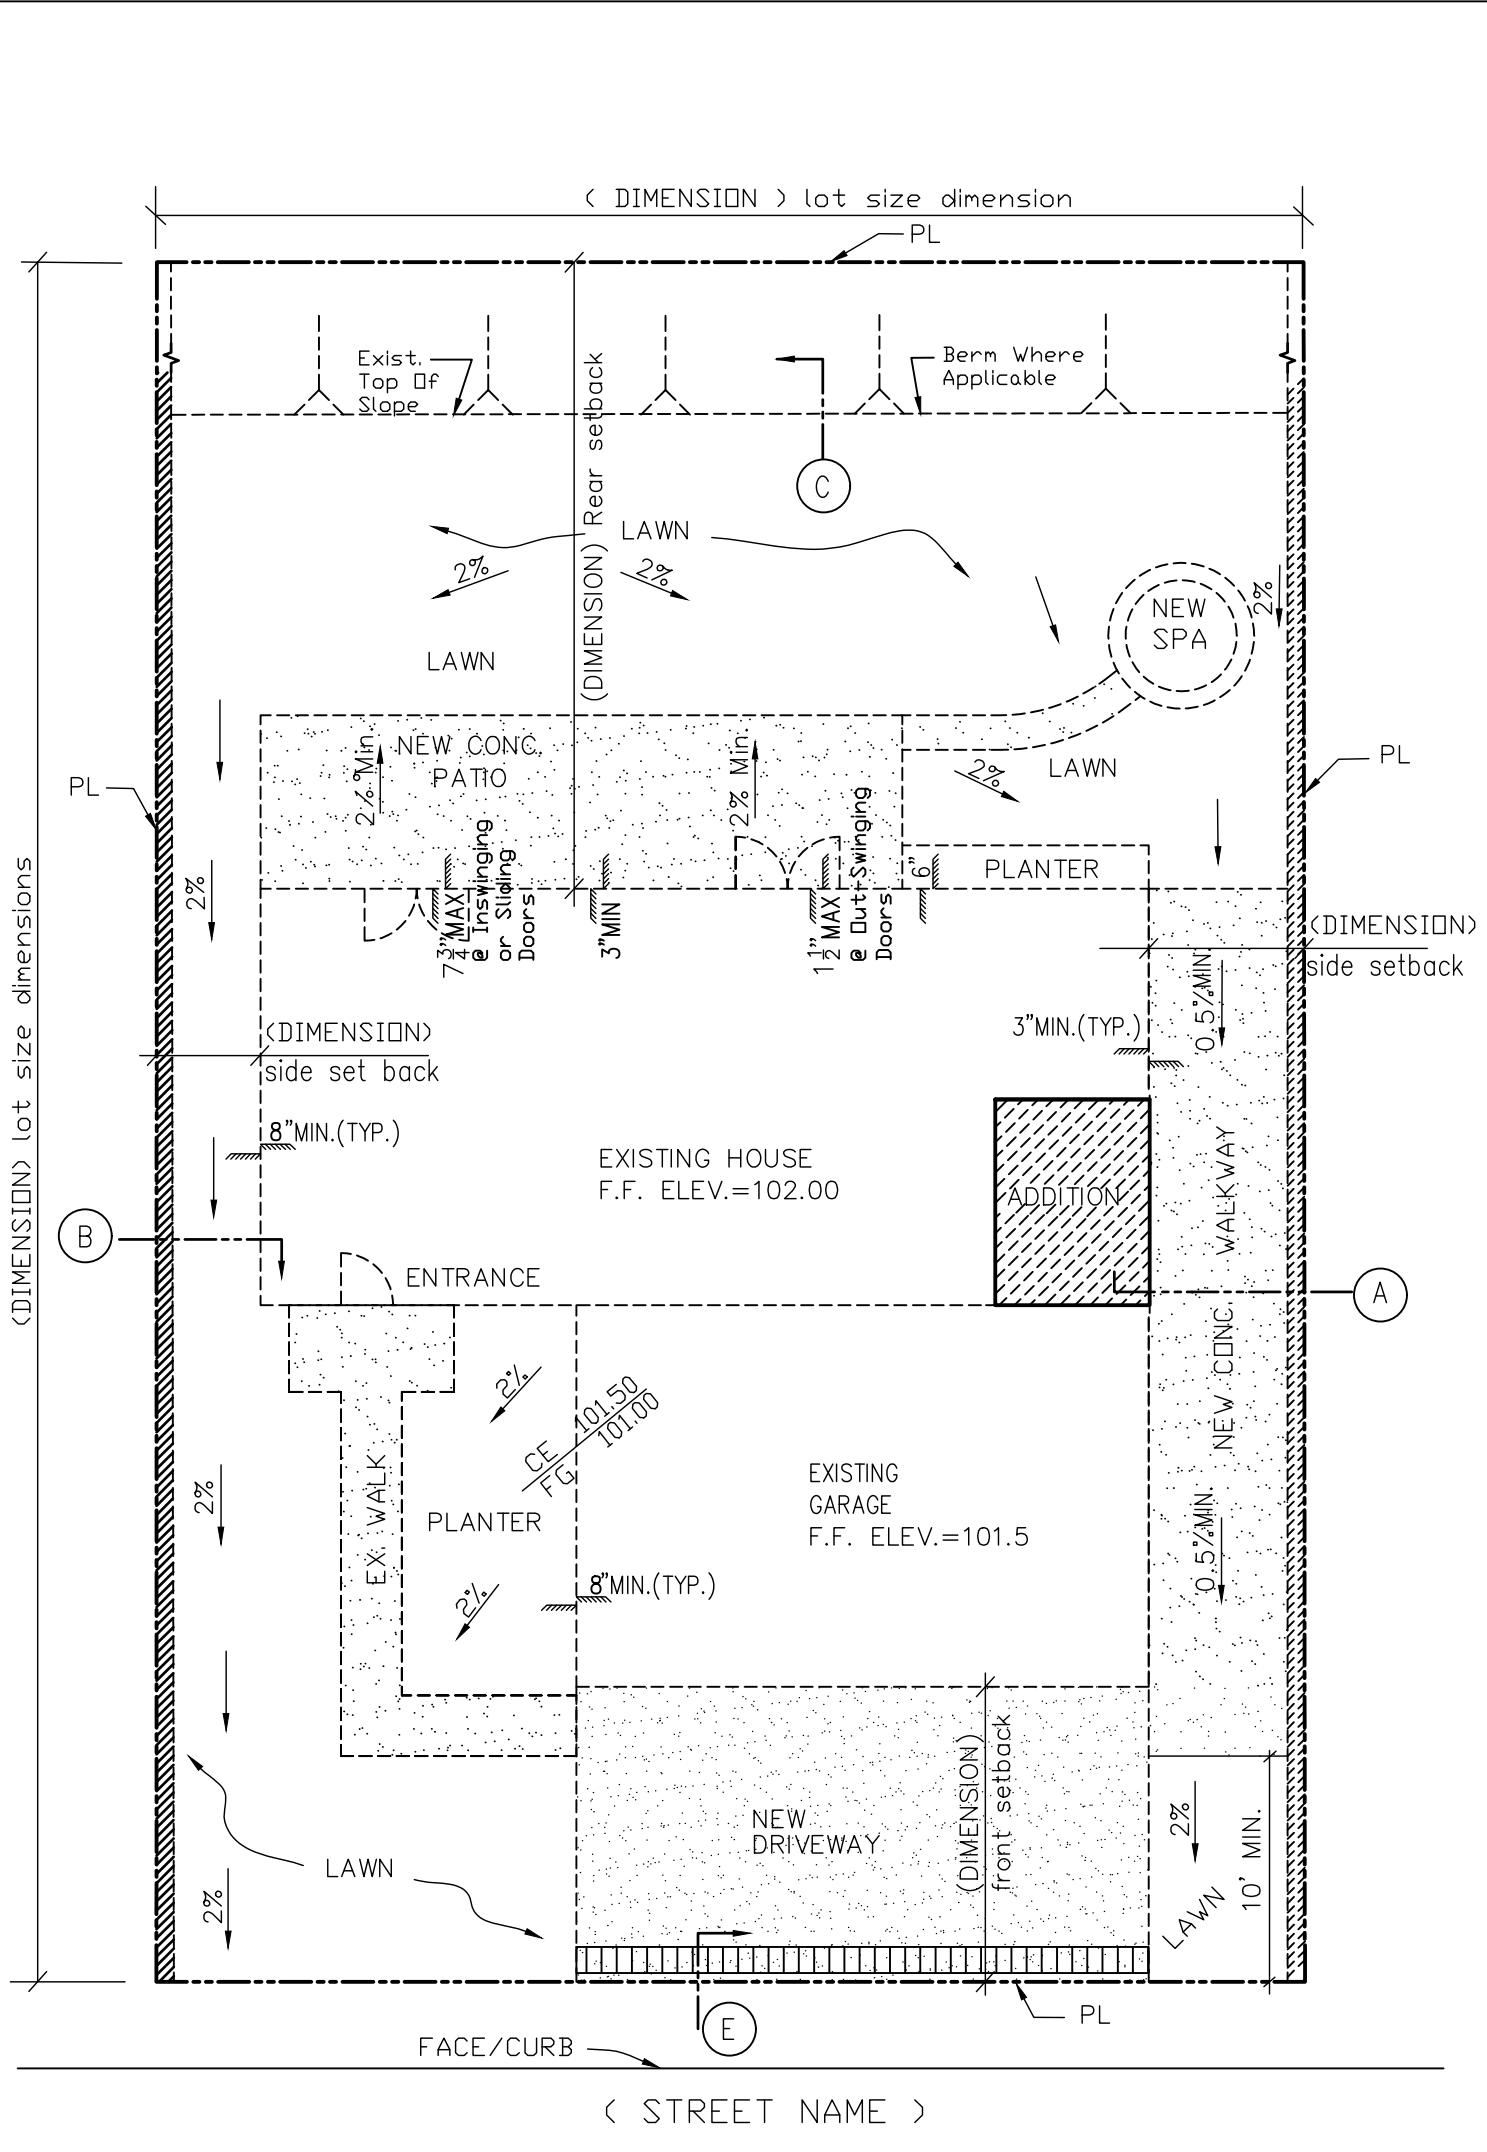 ( DIMENSION ) lot size dimension
PL
Exist.
Top Of
Slope
Berm Where
Applicable
(DIMENSION) Rear setback
C
LAWN
2%
2%
NEW
SPA
2%
LAWN
2% Min.
NEW CONC.
PATIO
2% Min.
2%
LAWN
PL
PL
2%
PLANTER
7 3/4" MAX
@ Inswinging
or Sliding
Doors
3"MIN
1 1/2" MAX
@ Out-Swinging
Doors
6"
(DIMENSION)
side setback
0.5%MIN.
(DIMENSION) lot size dimensions
(DIMENSION)
side set back
3"MIN.(TYP.)
8"MIN.(TYP.)
EXISTING HOUSE
F.F. ELEV.=102.00
ADDITION
NEW CONC. WALKWAY
B
ENTRANCE
A
2%
CE 101.50
FG 101.00
2%
EX. WALK
PLANTER
EXISTING
GARAGE
F.F. ELEV.=101.5
0.5%MIN.
2%
8"MIN.(TYP.)
NEW
DRIVEWAY
(DIMENSION)
front setback
2%
10' MIN.
LAWN
LAWN
2%
E
PL
FACE/CURB
( STREET NAME )